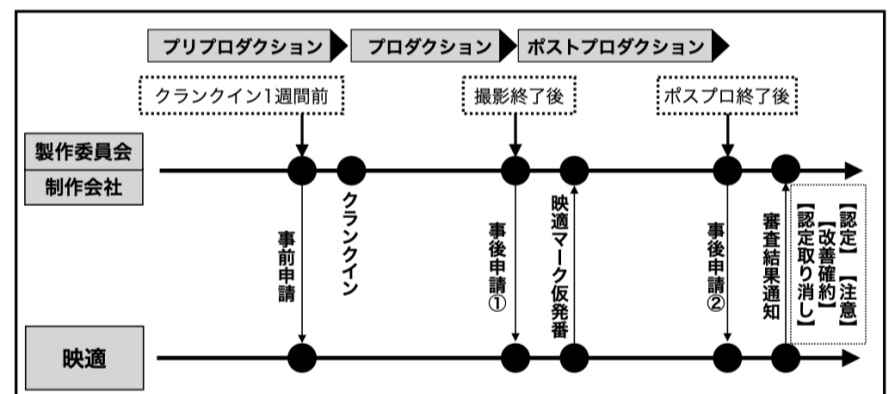 プリプロダクション
プロダクション
ポストプロダクション
クランクイン1週間前
撮影終了後
ポスプロ終了後
製作委員会
制作会社
事前申請
クランクイン
事後申請①
映適マーク仮発番
事後申請②
審査結果通知
【認定】【注意】
【改善確約】
【認定取り消し】
映適